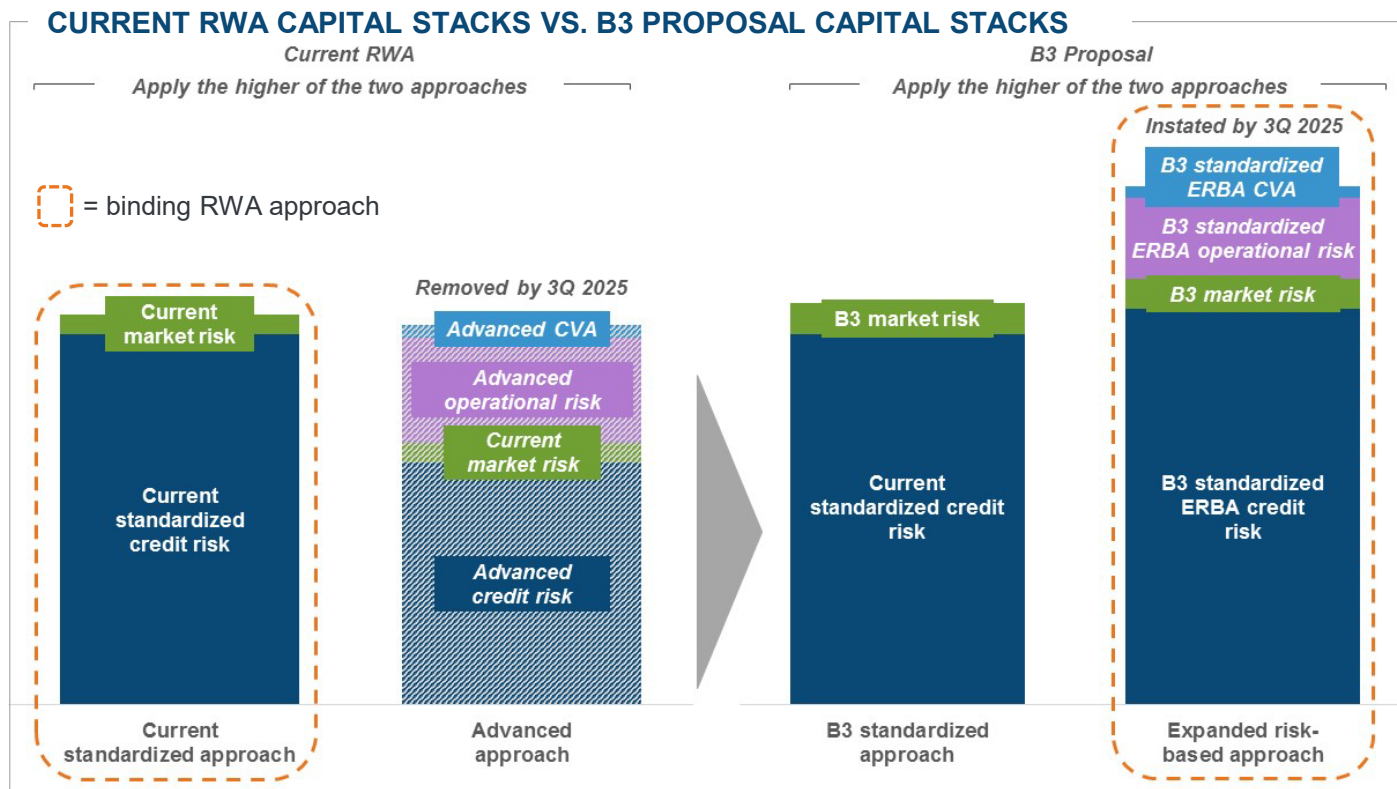 CURRENT RWA CAPITAL STACKS VS. B3 PROPOSAL CAPITAL STACKS
Current RWA
Apply the higher of the two approaches
B3 Proposal
Apply the higher of the two approaches
= binding RWA approach
Current
market risk
Current
standardized
credit risk
Current
standardized approach
Removed by 3Q 2025
Advanced CVA
Advanced
operational risk
Current
market risk
Advanced
credit risk
Advanced
approach
B3 market risk
Current
standardized credit
risk
B3 standardized
approach
Instated by 3Q 2025
B3 standardized
ERBA CVA
B3 standardized
ERBA operational risk
B3 market risk
B3 standardized
ERBA credit
risk
Expanded risk-
based approach